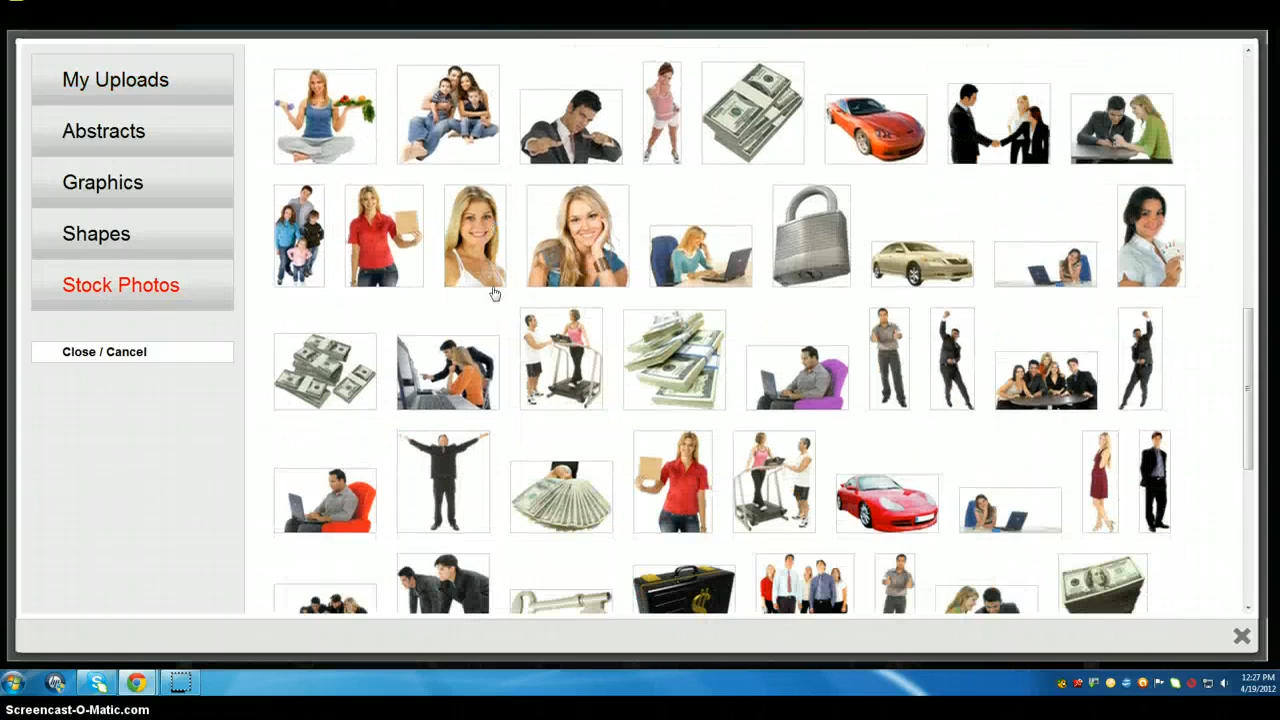 My Uploads
Abstracts
Graphics
Shapes
Stock Photos
Close / Cancel
12:27 PM
4/19/2012
Screencast-O-Matic.com